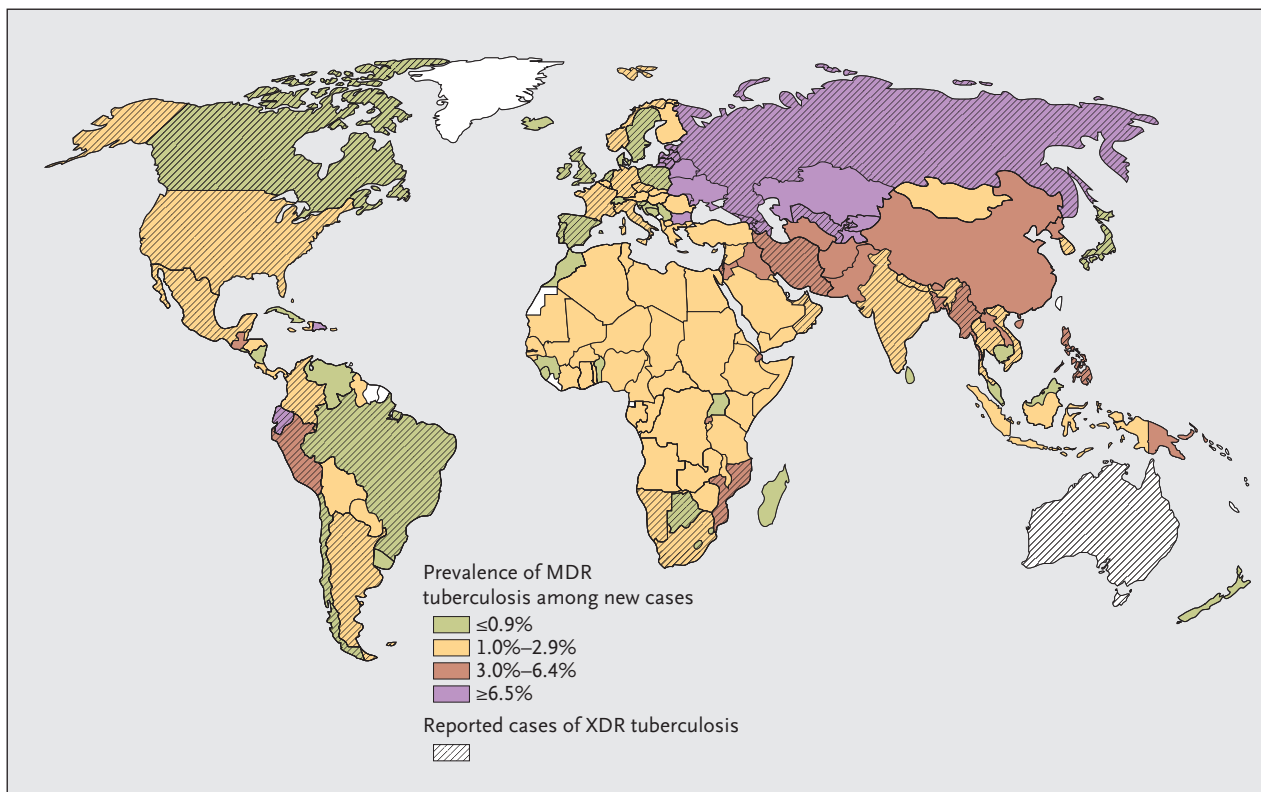 Prevalence of MDR
tuberculosis among new cases
≤0.9%
1.0%–2.9%
3.0%–6.4%
≥6.5%
Reported cases of XDR tuberculosis